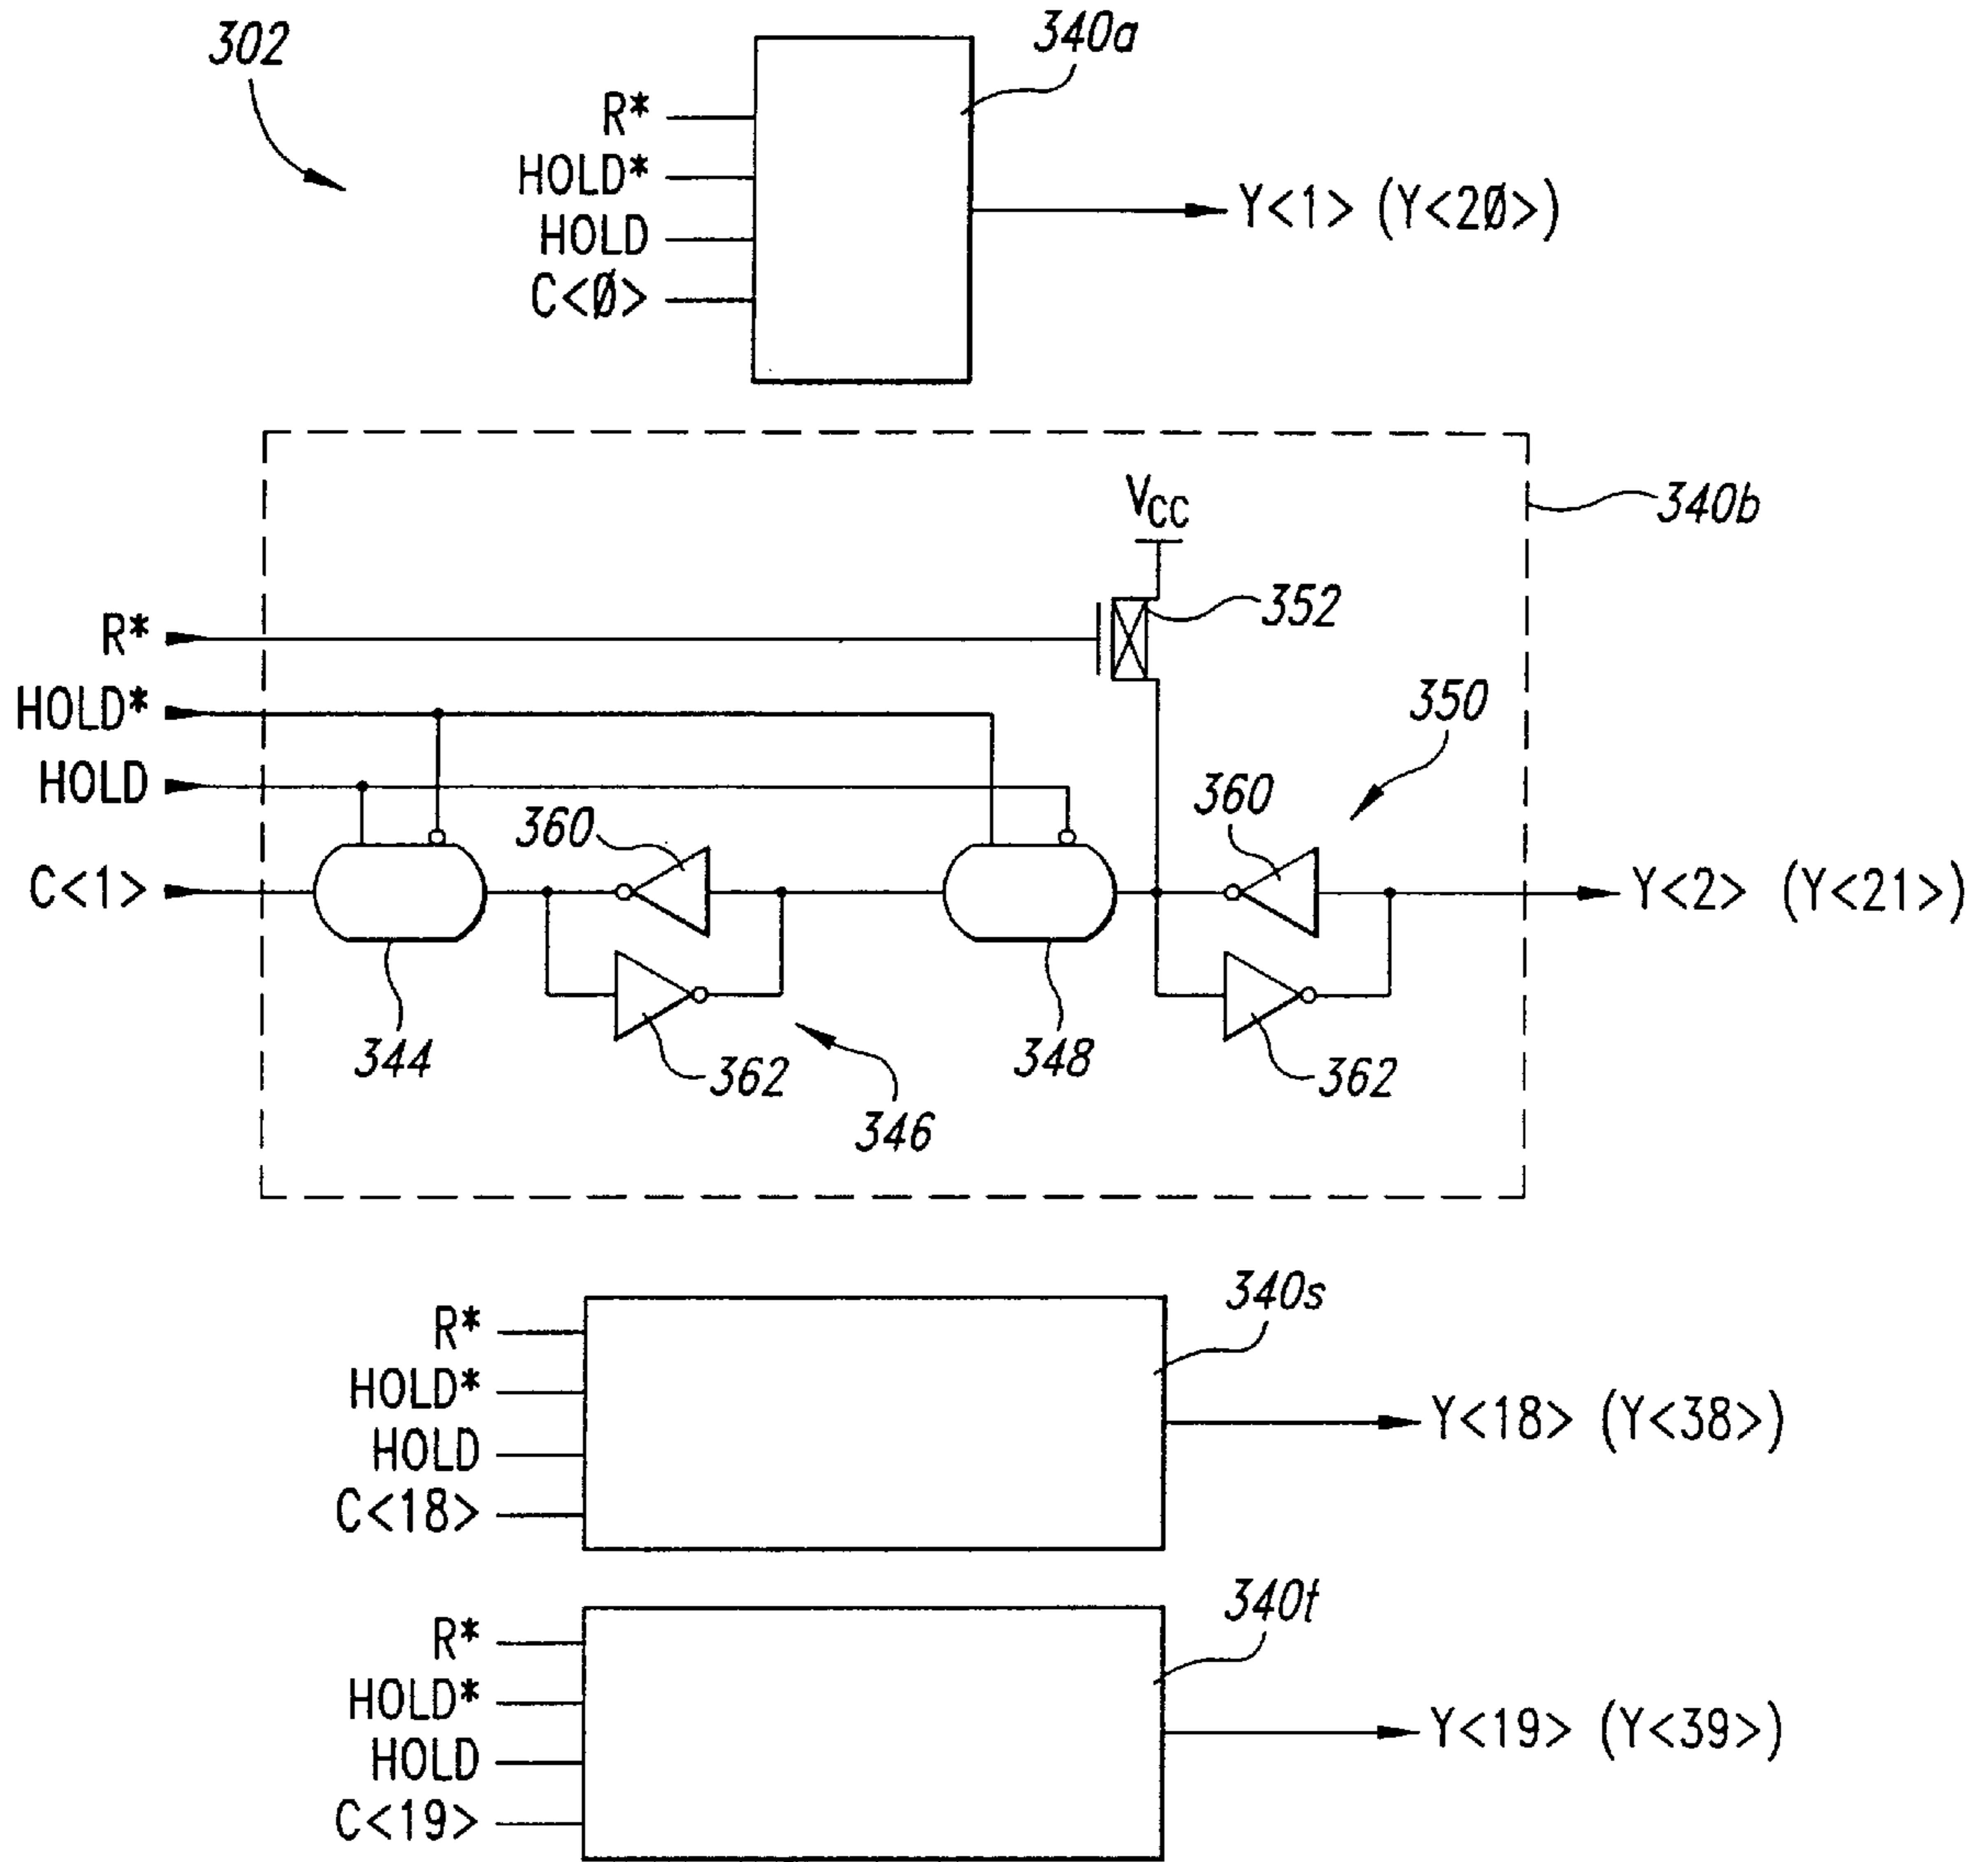 302
340a
R*
HOLD*
HOLD
C<Ø>
Y<1> (Y<2Ø>)
VCC
340b
352
R*
HOLD*
HOLD
C<1>
350
360
360
Y<2> (Y<21>)
344
362
346
348
362
340s
R*
HOLD*
HOLD
C<18>
Y<18> (Y<38>)
340t
R*
HOLD*
HOLD
C<19>
Y<19> (Y<39>)